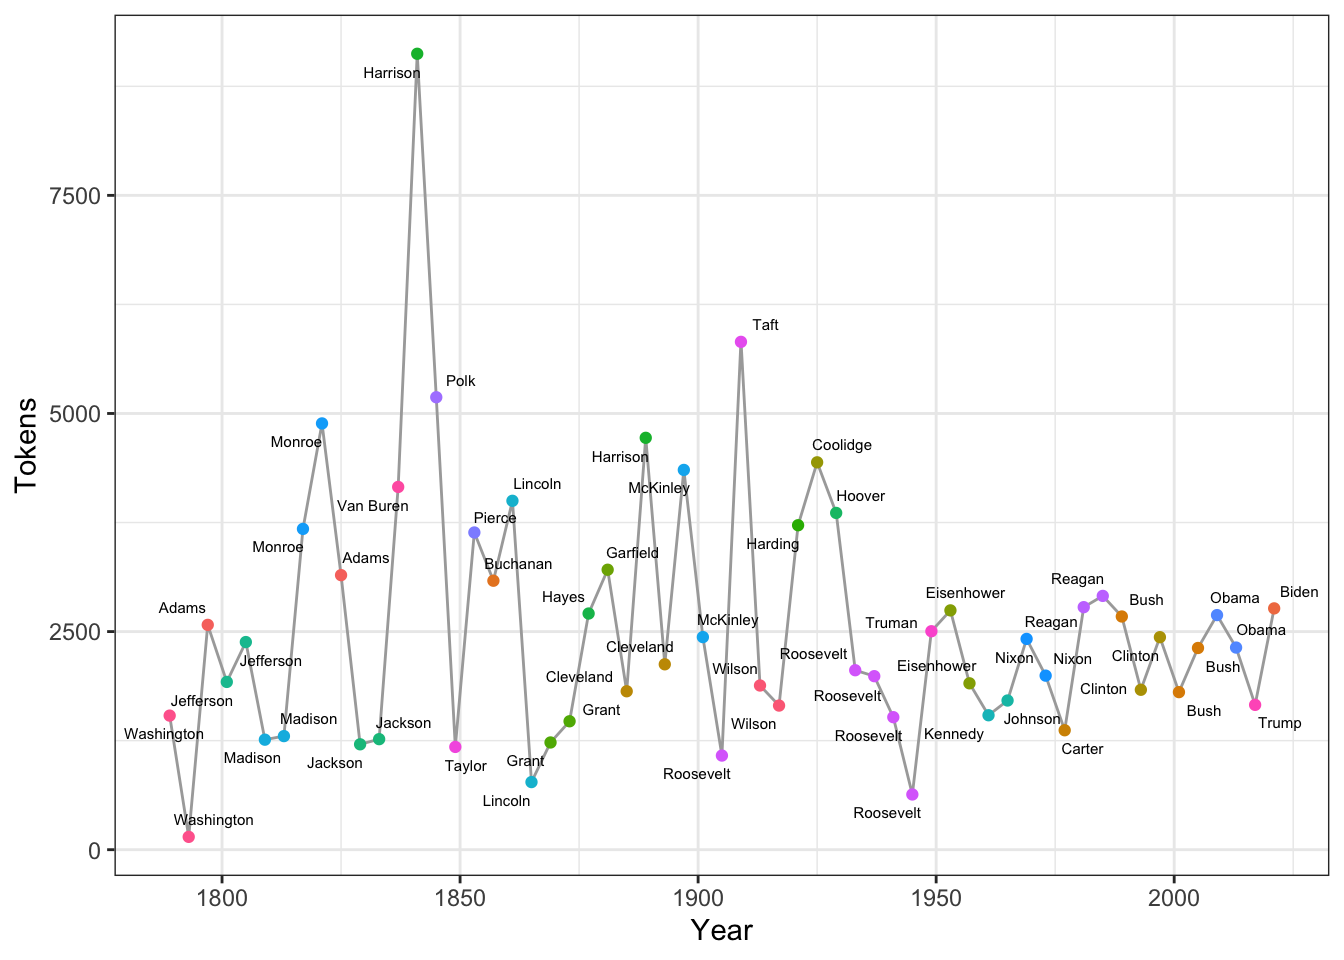 Harrison
7500
Taft
Polk
5000
Monroe
Coolidge
Harrison
Lincoln
McKinley
Hoover
Van Buren
Pierce
Monroe
Harding
Adams
Garfield
Buchanan
Reagan
Eisenhower
Biden
Hayes
Obama
Bush
Adams
McKinley
Truman
Reagan
Obama
2500
Cleveland
Roosevelt
Clinton
Nixon
Nixon
Jefferson
Eisenhower
Bush
Wilson
Cleveland
Clinton
Roosevelt
Jefferson
Grant
Bush
Madison
Johnson
Jackson
Wilson
Trump
Washington
Kennedy
Roosevelt
Carter
Madison
Grant
Jackson
Taylor
Roosevelt
Lincoln
Roosevelt
Washington
0
Tokens
1800 1850 1900 1950 2000
Year